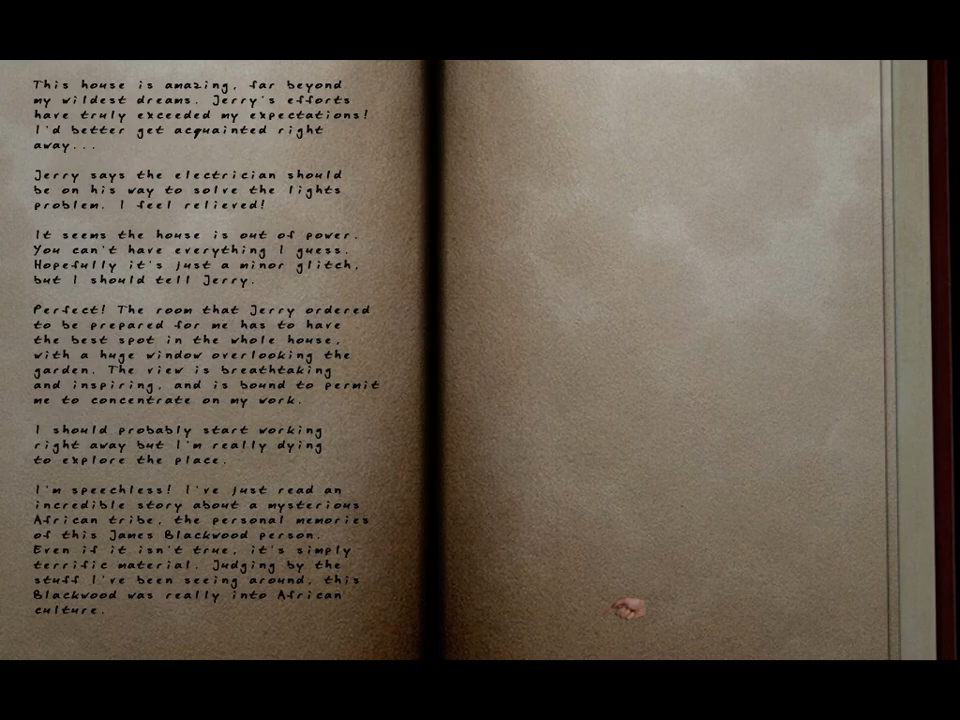 This house is amazing, far beyond
my wildest dreams. Jerry's efforts
have truly exceeded my expectations!
I'd better get acquainted right
away...
Jerry says the electrician should
be on his way to solve the lights
problem. I feel relieved!
It seems the house is out of power.
You can't have everything I guess.
Hopefully it's just a minor glitch,
but I should tell Jerry.
Perfect! The room that Jerry ordered
to be prepared for me has to have
the best spot in the whole house,
with a huge window overlooking the
garden. The view is breathtaking
and inspiring, and is bound to permit
me to concentrate on my work.
I should probably start working
right away but I'm really dying
to explore the place.
I'm speechless! I've just read an
incredible story about a mysterious
African tribe, the personal memories
of this James Blackwood person.
Even if it isn't true, it's simply
terrific material. Judging by the
stuff I've been seeing around, this
Blackwood was really into African
culture.